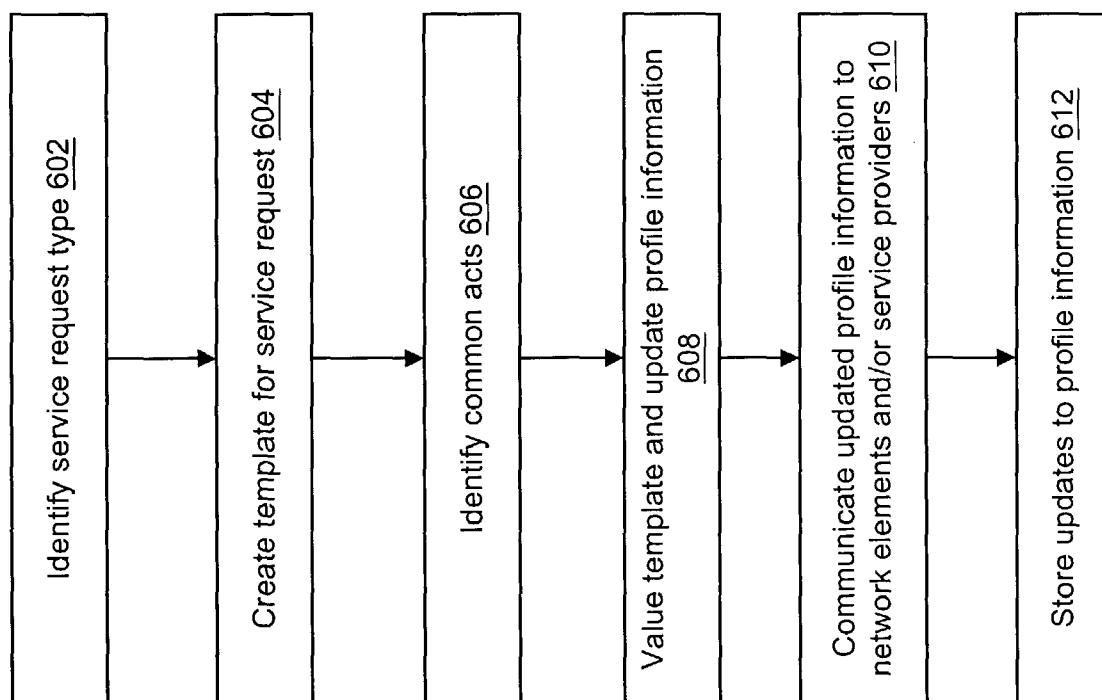 Identify service request type 602
Create template for service request 604
Identify common acts 606
Value template and update profile information
608
Communicate updated profile information to
network elements and/or service providers 610
Store updates to profile information 612